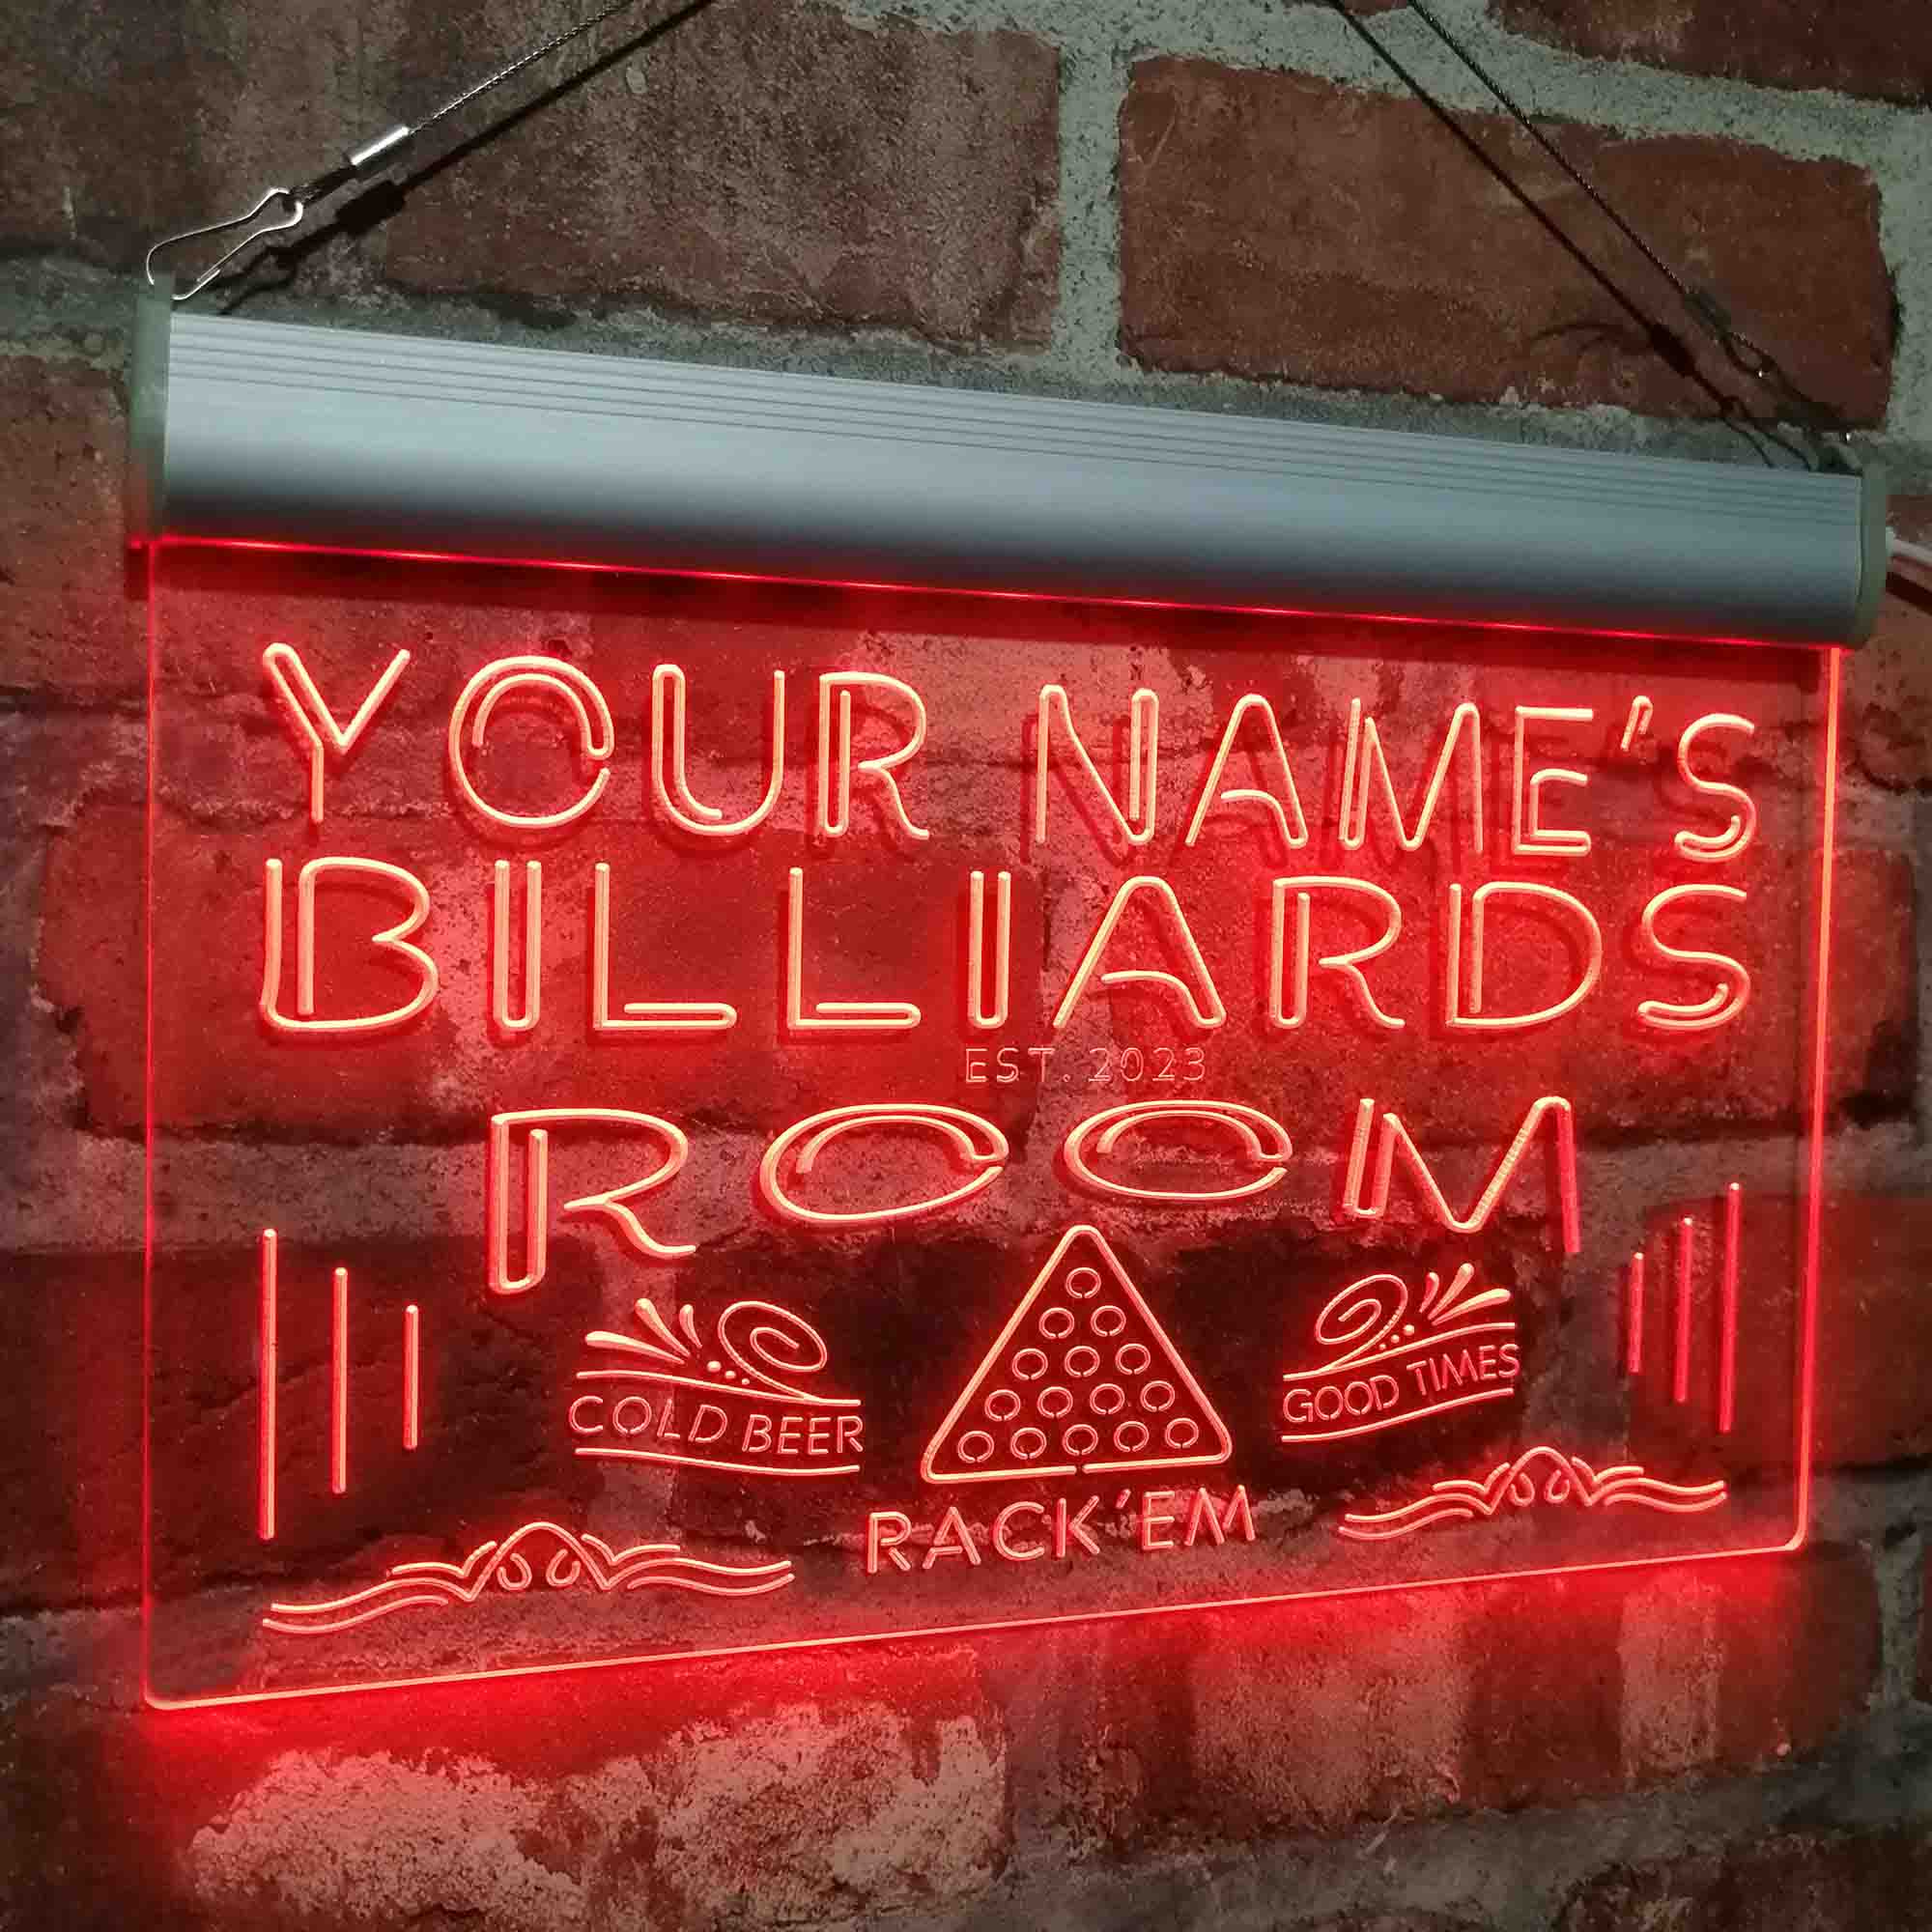 YOUR NAME'S
BILLIARDS
EST. 2023
ROOM
COLD BEER
GOOD TIMES
RACK'EM